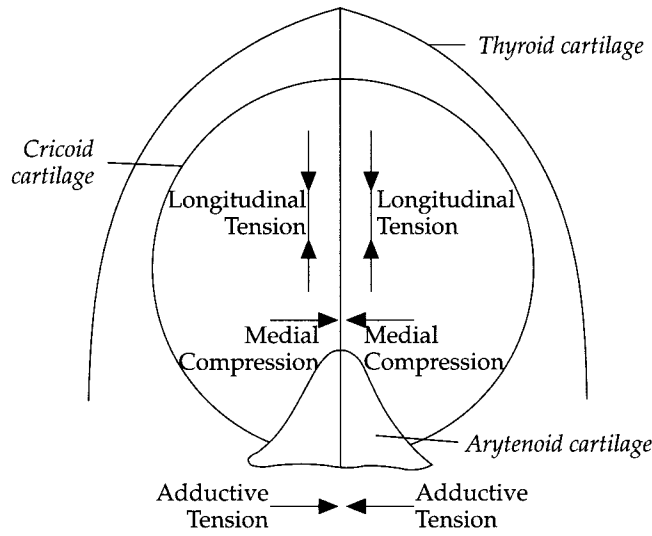 Thyroid cartilage
Cricoid
cartilage
Longitudinal
Tension
Longitudinal
Tension
Medial
Compression
Medial
Compression
Arytenoid cartilage
Adductive
Tension
Adductive
Tension